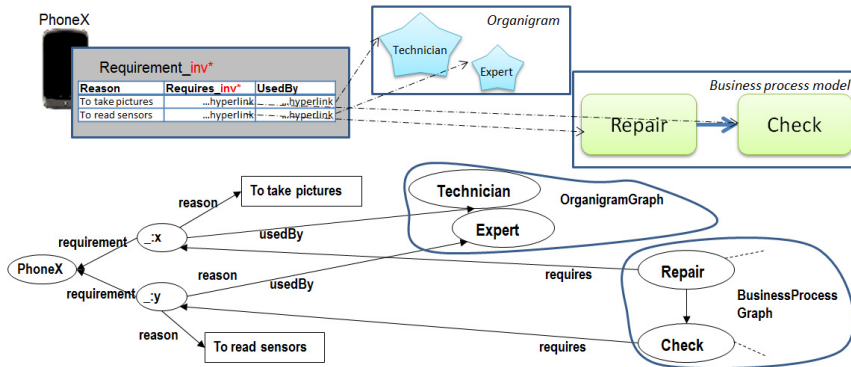 PhoneX
Requirement_inv*
Reason Requires_inv* UsedBy
To take pictures ...hyperlink ...hyperlink
To read sensors ...hyperlink ...hyperlink
Organigram
Technician
Expert
Business process model
Repair
Check
To take pictures
reason
Technician
OrganigramGraph
Expert
usedBy
requirement
_:x
PhoneX
reason
usedBy
requires
Repair
requirement
_:y
BusinessProcess
Graph
reason
To read sensors
requires
Check